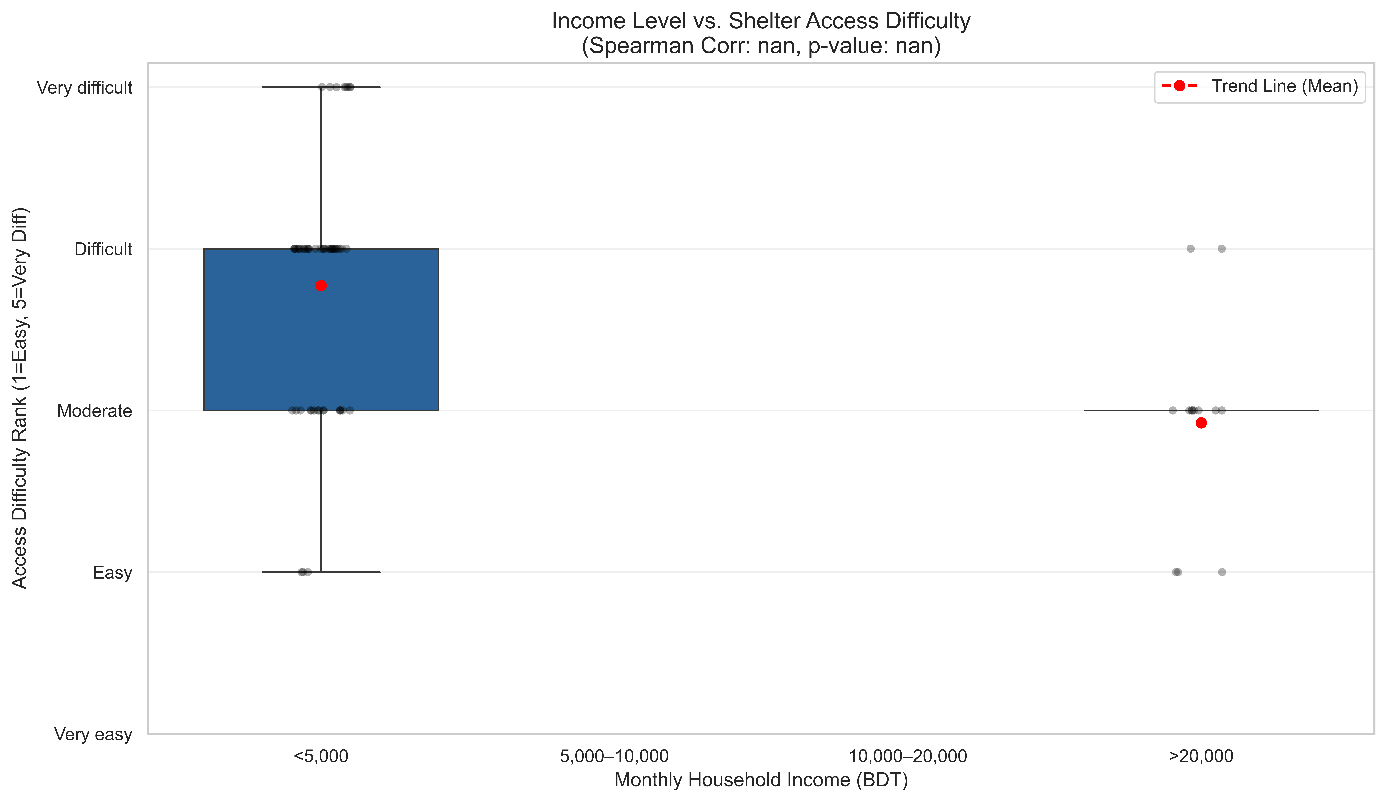 Income Level vs. Shelter Access Difficulty
(Spearman Corr: nan, p-value: nan)
Trend Line (Mean)
Access Difficulty Rank (1=Easy, 5=Very Diff)
Very difficult
Difficult
Moderate
Easy
Very easy
<5,000
5,000–10,000
10,000–20,000
>20,000
Monthly Household Income (BDT)